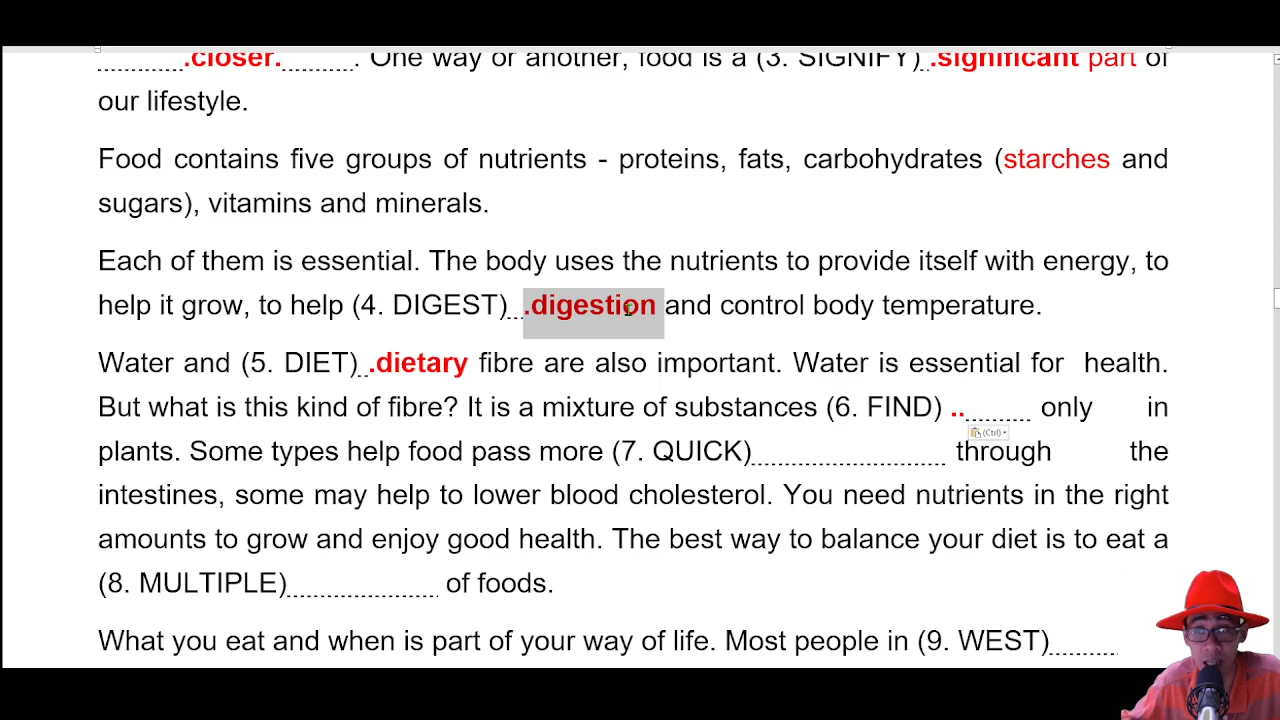 .closer. . One way or another, food is a (3. SIGNIFY) .significant part of
our lifestyle.
Food contains five groups of nutrients - proteins, fats, carbohydrates (starches and
sugars), vitamins and minerals.
Each of them is essential. The body uses the nutrients to provide itself with energy, to
help it grow, to help (4. DIGEST) .digestion and control body temperature.
Water and (5. DIET) .dietary fibre are also important. Water is essential for health.
But what is this kind of fibre? It is a mixture of substances (6. FIND) .. only in
(Ctrl)
plants. Some types help food pass more (7. QUICK) through the
intestines, some may help to lower blood cholesterol. You need nutrients in the right
amounts to grow and enjoy good health. The best way to balance your diet is to eat a
(8. MULTIPLE) of foods.
What you eat and when is part of your way of life. Most people in (9. WEST)